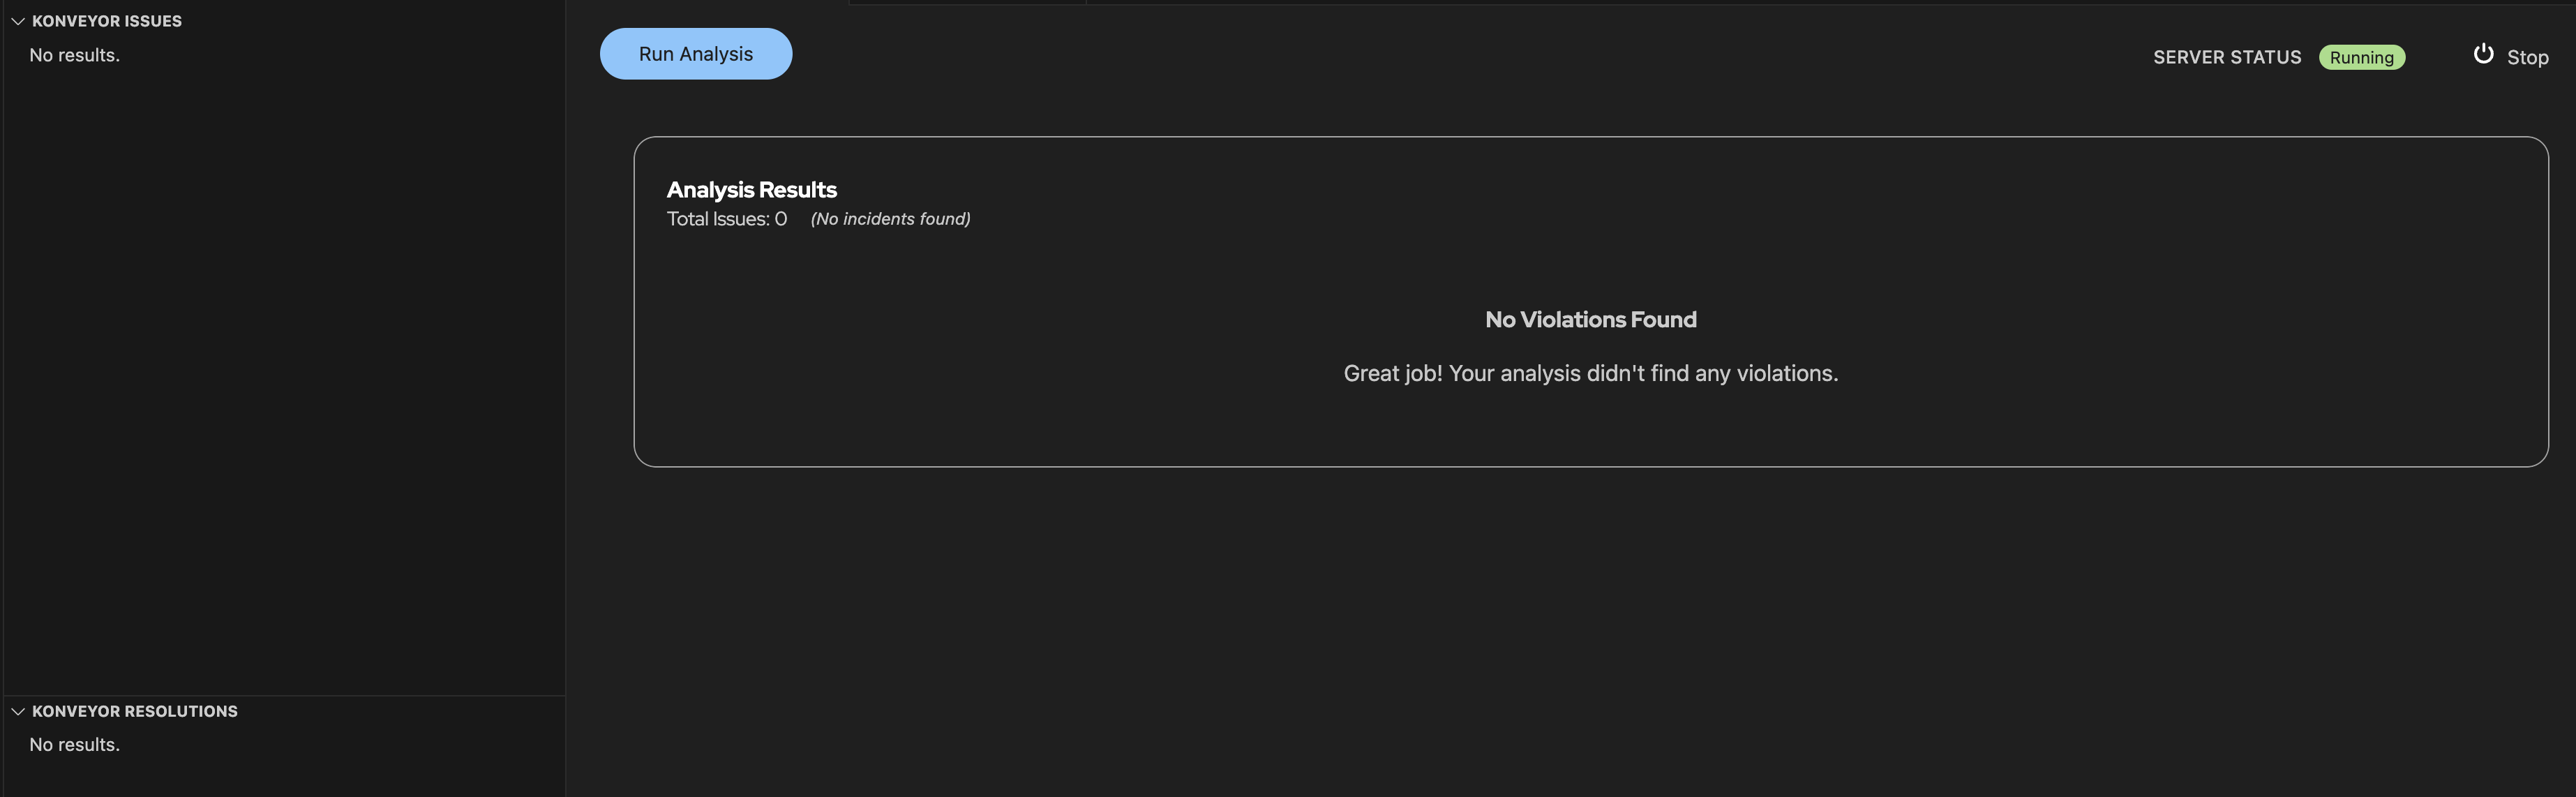 KONVEYOR ISSUES
No results.
Run Analysis
SERVER STATUS Running Stop
Analysis Results
Total Issues: 0 (No incidents found)
No Violations Found
Great job! Your analysis didn't find any violations.
KONVEYOR RESOLUTIONS
No results.